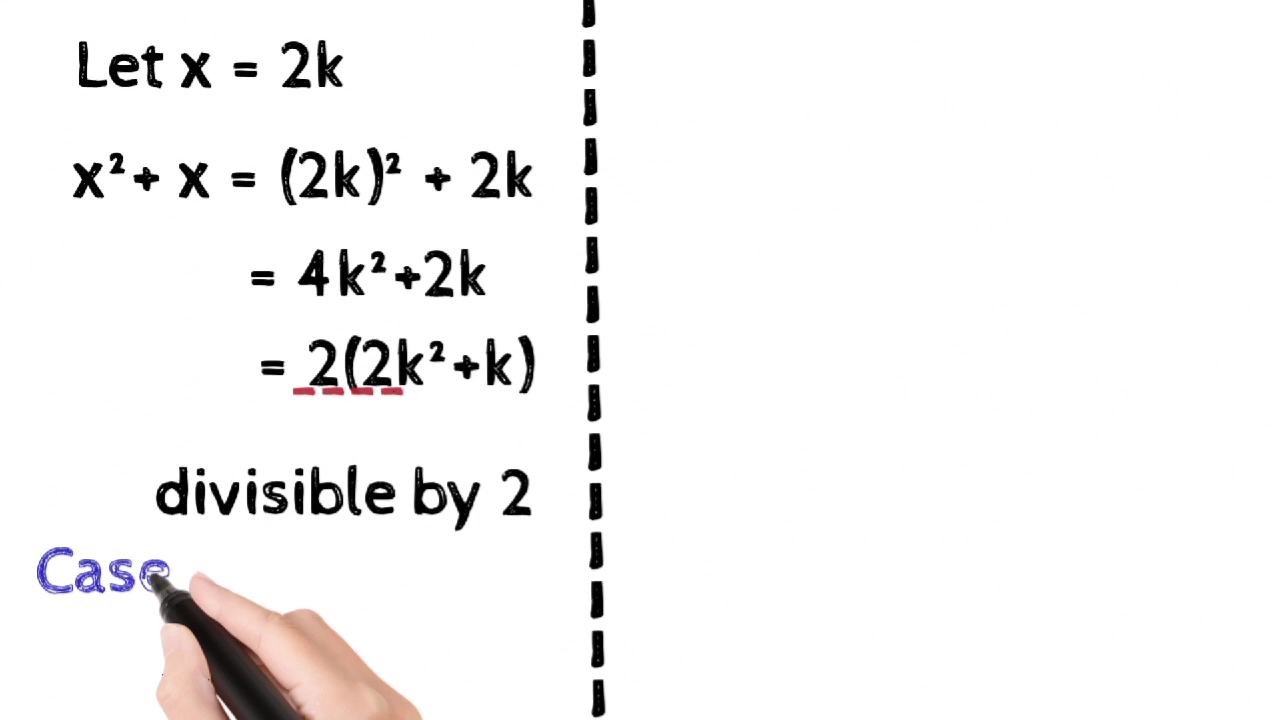 Let x = 2k
x²+ x = (2k)² + 2k
= 4k²+2k
= 2(2k²+k)
divisible by 2
Case